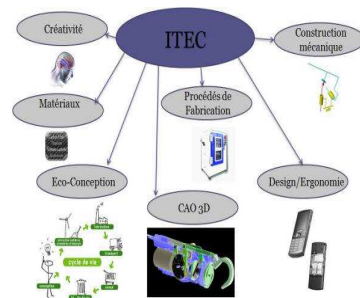 ITEC
Créativité
Construction
mécanique
Matériaux
Procédés de
Fabrication
Eco-Conception
CAO 3D
Design/Ergonomie
cycle de vie